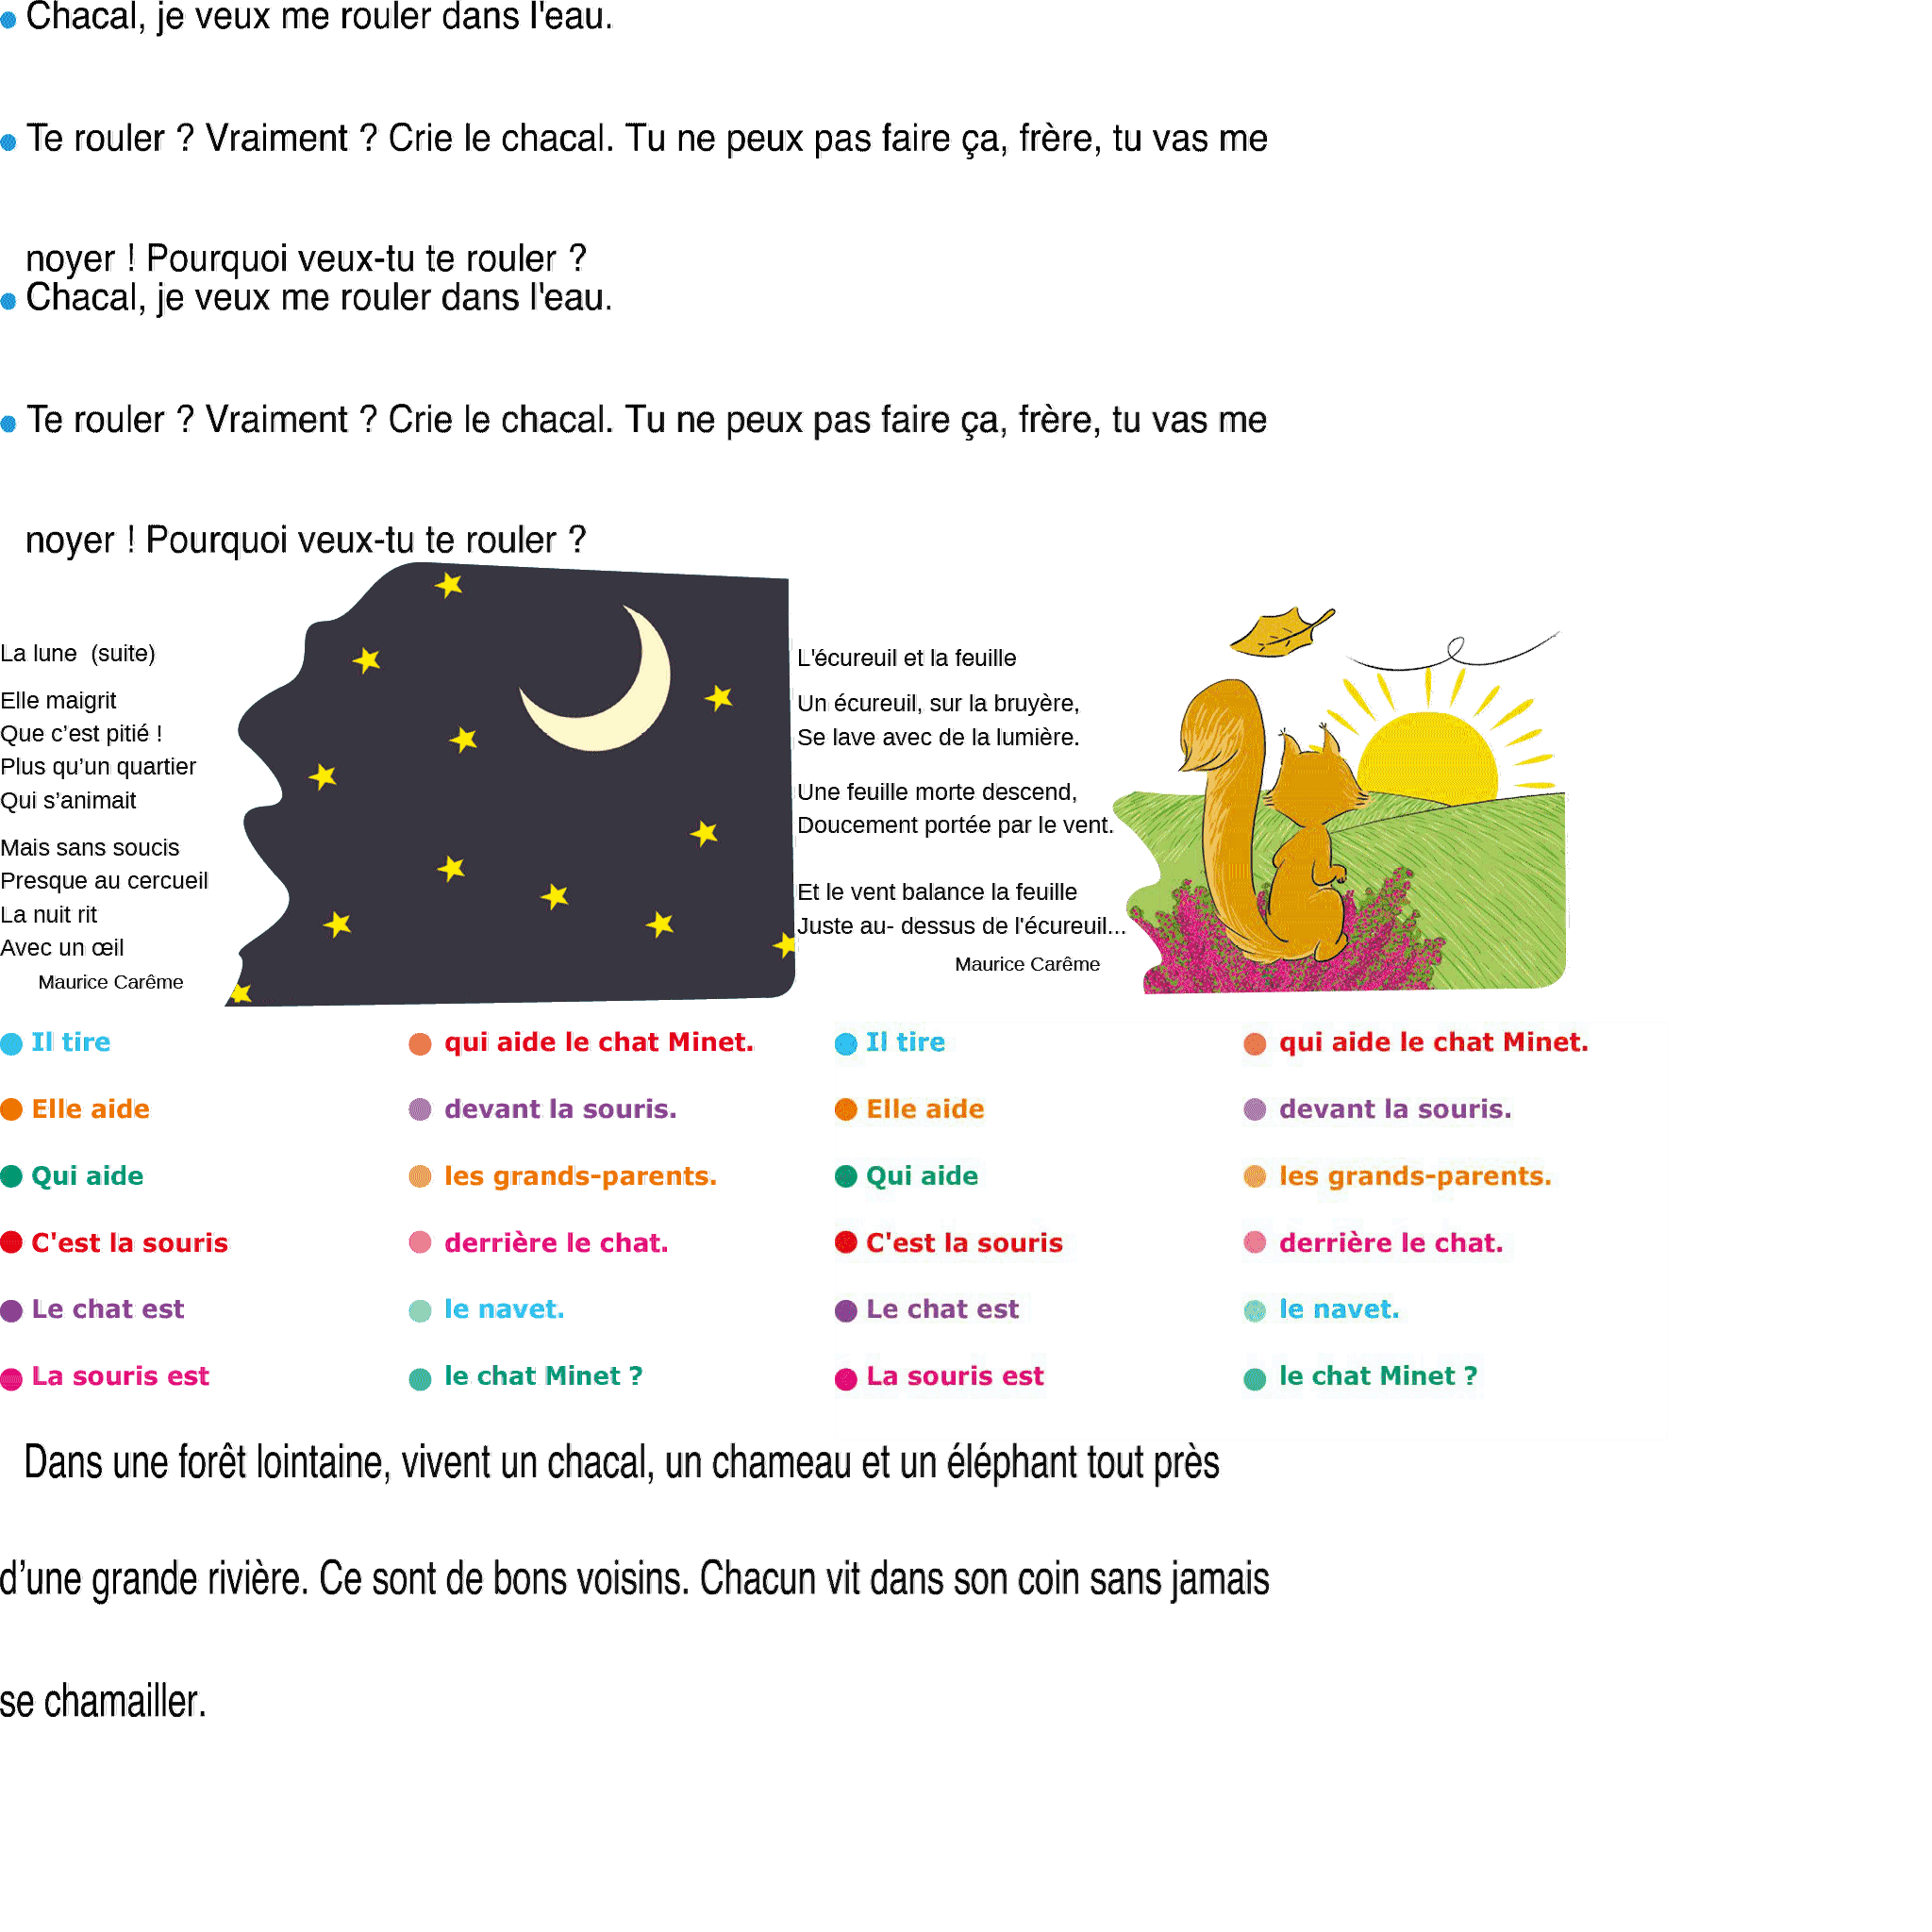 Chacal, je veux me rouler dans l'eau.
Te rouler ? Vraiment ? Crie le chacal. Tu ne peux pas faire ça, frère, tu vas me
noyer ! Pourquoi veux-tu te rouler ?
Chacal, je veux me rouler dans l'eau.
Te rouler ? Vraiment ? Crie le chacal. Tu ne peux pas faire ça, frère, tu vas me
noyer ! Pourquoi veux-tu te rouler ?
La lune (suite)
Elle maigrit
Que c’est pitié !
Plus qu’un quartier
Qui s’animait
Mais sans soucis
Presque au cercueil
La nuit rit
Avec un œil
Maurice Carême
L'écureuil et la feuille
Un écureuil, sur la bruyère,
Se lave avec de la lumière.
Une feuille morte descend,
Doucement portée par le vent.
Et le vent balance la feuille
Juste au- dessus de l'écureuil...
Maurice Carême
Il tire
Elle aide
Qui aide
C'est la souris
Le chat est
La souris est
qui aide le chat Minet.
devant la souris.
les grands-parents.
derrière le chat.
le navet.
le chat Minet ?
Il tire
Elle aide
Qui aide
C'est la souris
Le chat est
La souris est
qui aide le chat Minet.
devant la souris.
les grands-parents.
derrière le chat.
le navet.
le chat Minet ?
Dans une forêt lointaine, vivent un chacal, un chameau et un éléphant tout près
d’une grande rivière. Ce sont de bons voisins. Chacun vit dans son coin sans jamais
se chamailler.